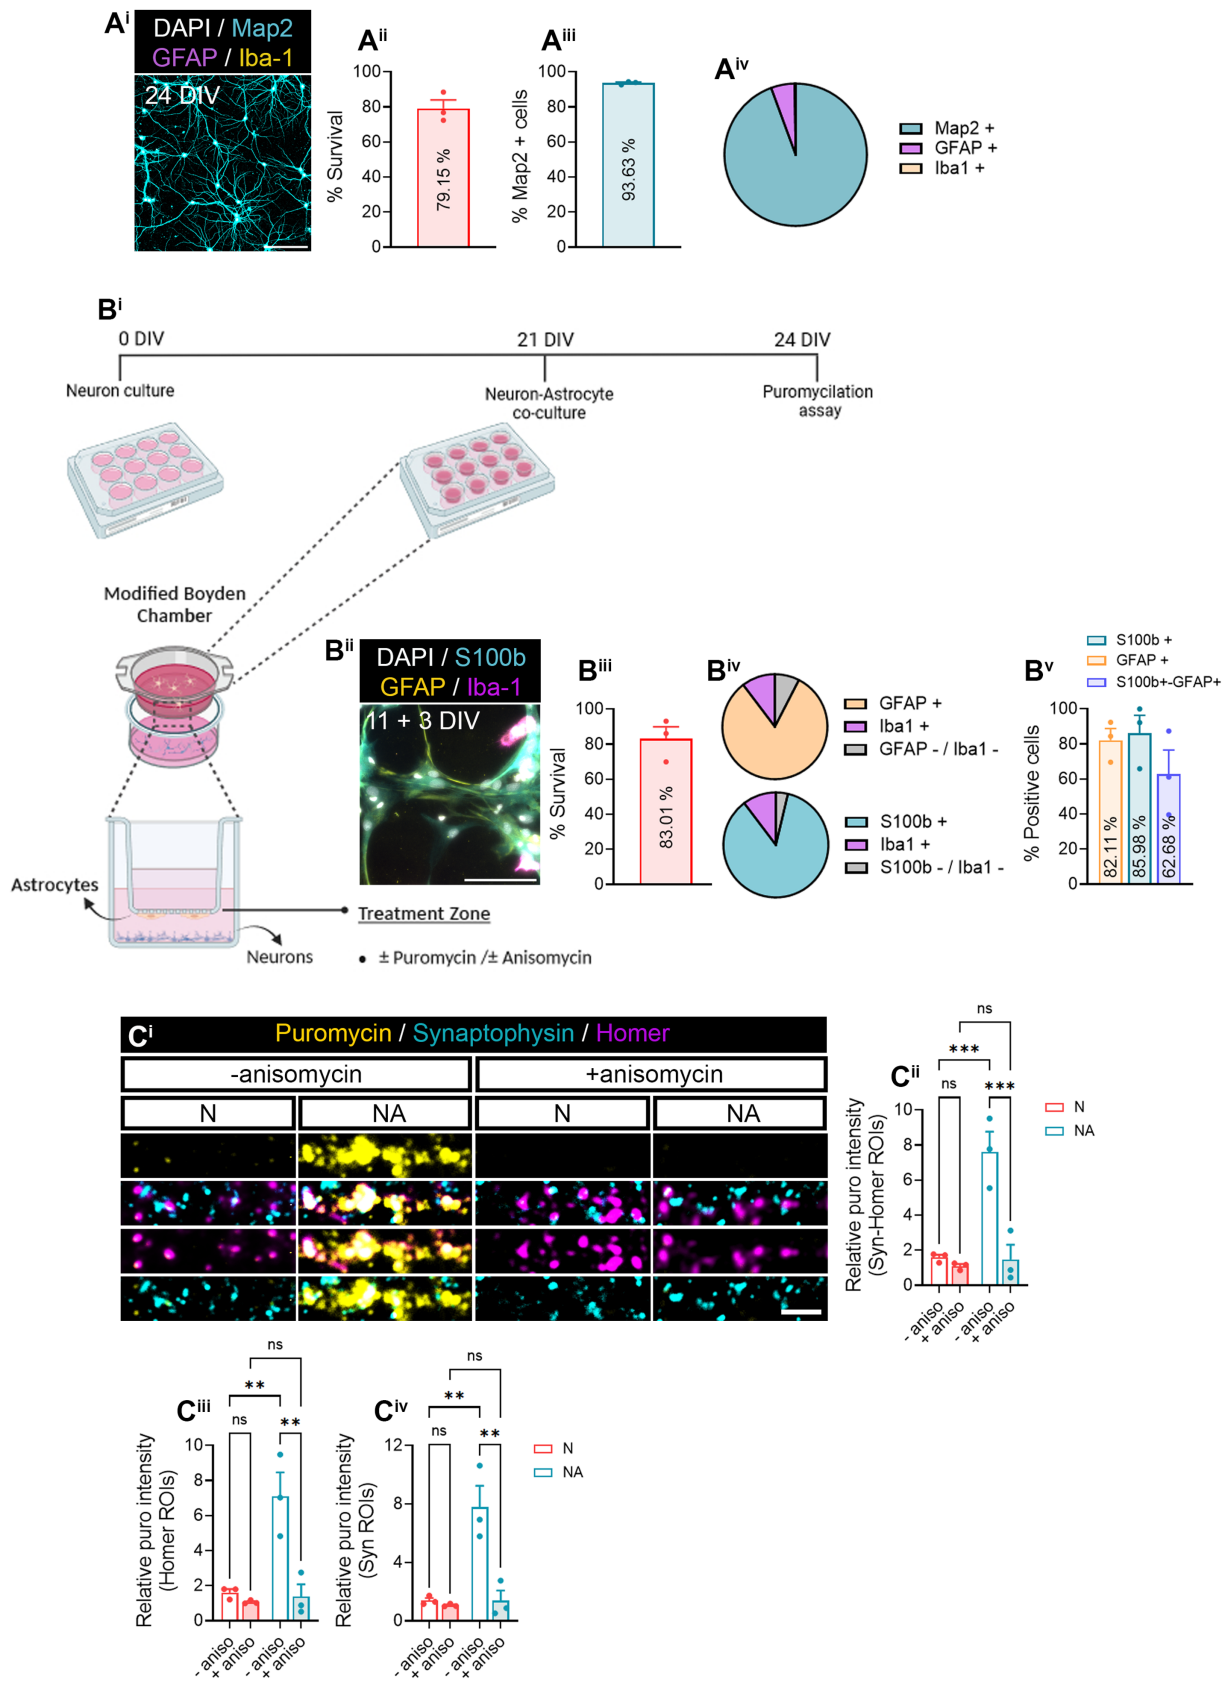 Ai
DAPI / Map2
GFAP / Iba-1
24 DIV
Aii
% Survival
100
80
60
40
20
0
79.15 %
Aiii
% Map2 + cells
100
80
60
40
20
0
93.63 %
Aiv
Map2 +
GFAP +
Iba1 +
Bi
0 DIV
21 DIV
24 DIV
Neuron culture
Neuron-Astrocyte
co-culture
Puromycilation
assay
Modified Boyden
Chamber
Astrocytes
Neurons
Treatment Zone
• ± Puromycin /± Anisomycin
Bii
DAPI / S100b
GFAP / Iba-1
11 + 3 DIV
Biii
% Survival
100
80
60
40
20
0
83.01 %
Biv
GFAP +
Iba1 +
GFAP - / Iba1 -
S100b +
Iba1 +
S100b - / Iba1 -
Bv
S100b +
GFAP +
S100b+-GFAP+
% Positive cells
100
80
60
40
20
0
82.11 %
85.98 %
62.68 %
Ci
Puromycin / Synaptophysin / Homer
-anisomycin
+anisomycin
N
NA
N
NA
Cii
ns
***
ns
***
Relative puro intensity
(Syn-Homer ROIs)
10
8
6
4
2
0
- aniso
+ aniso
- aniso
+ aniso
N
NA
Ciii
ns
**
ns
**
Relative puro intensity
(Homer ROIs)
10
8
6
4
2
0
- aniso
+ aniso
- aniso
+ aniso
Civ
ns
**
ns
**
Relative puro intensity
(Syn ROIs)
12
8
4
0
- aniso
+ aniso
- aniso
+ aniso
N
NA